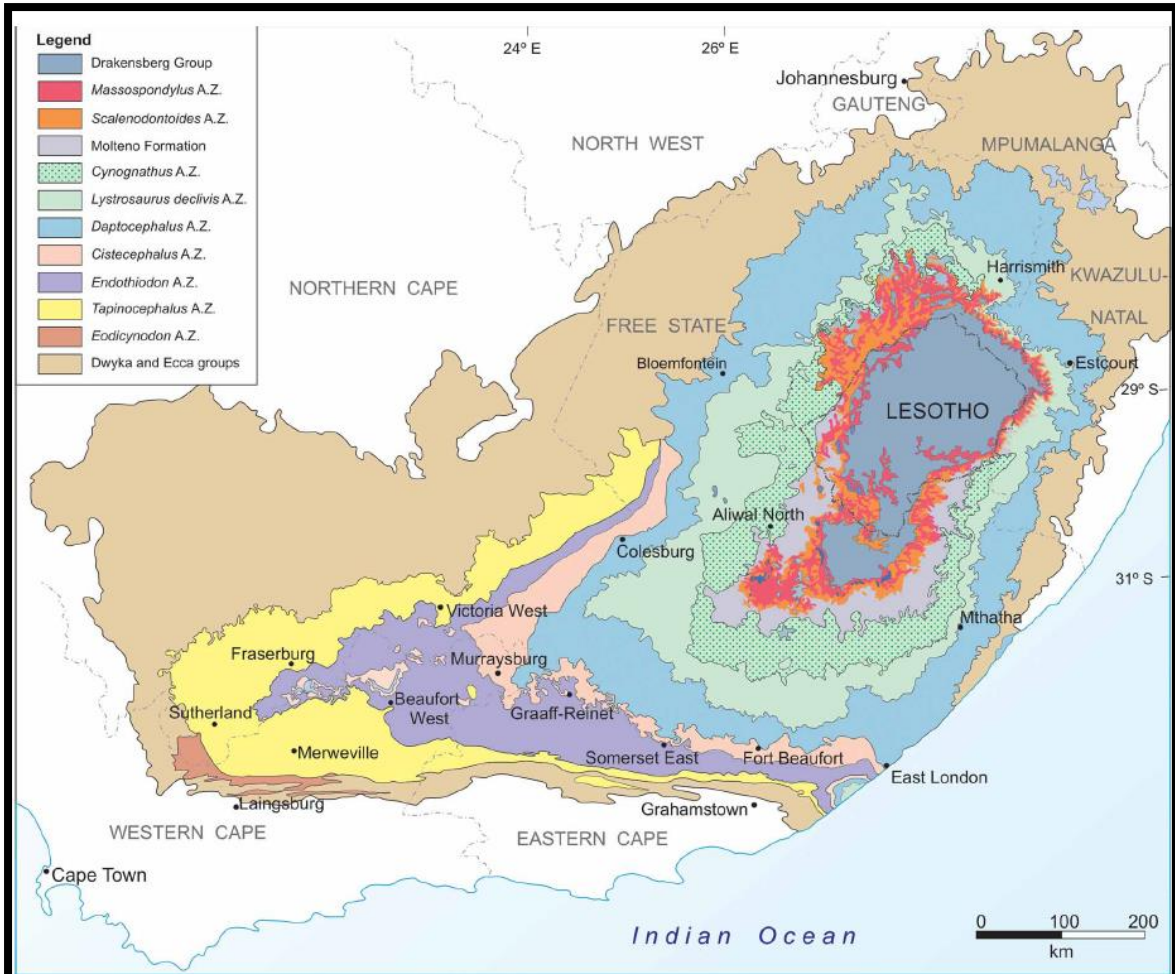 Legend
Drakensberg Group
Massospondylus A.Z.
Scalenodontoides A.Z.
Molteno Formation
Cynognathus A.Z.
Lystrosaurus declivis A.Z.
Daptocephalus A.Z.
Cistecephalus A.Z.
Endothiodon A.Z.
Tapinocephalus A.Z.
Eodicynodon A.Z.
Dwyka and Ecca groups
24° E
26° E
Johannesburg
GAUTENG
NORTH WEST
MPUMALANGA
NORTHERN CAPE
Harrismith
KWAZULU-
NATAL
FREE STATE
Bloemfontein
Estcourt
29° S
LESOTHO
Aliwal North
Colesburg
31° S
Victoria West
Mthatha
Fraserburg
Murraysburg
Beaufort
West
Graaff-Reinet
Sutherland
Merweville
Somerset East
Fort Beaufort
East London
Laingsburg
Grahamstown
WESTERN CAPE
EASTERN CAPE
Cape Town
Indian Ocean
0 100 200
km